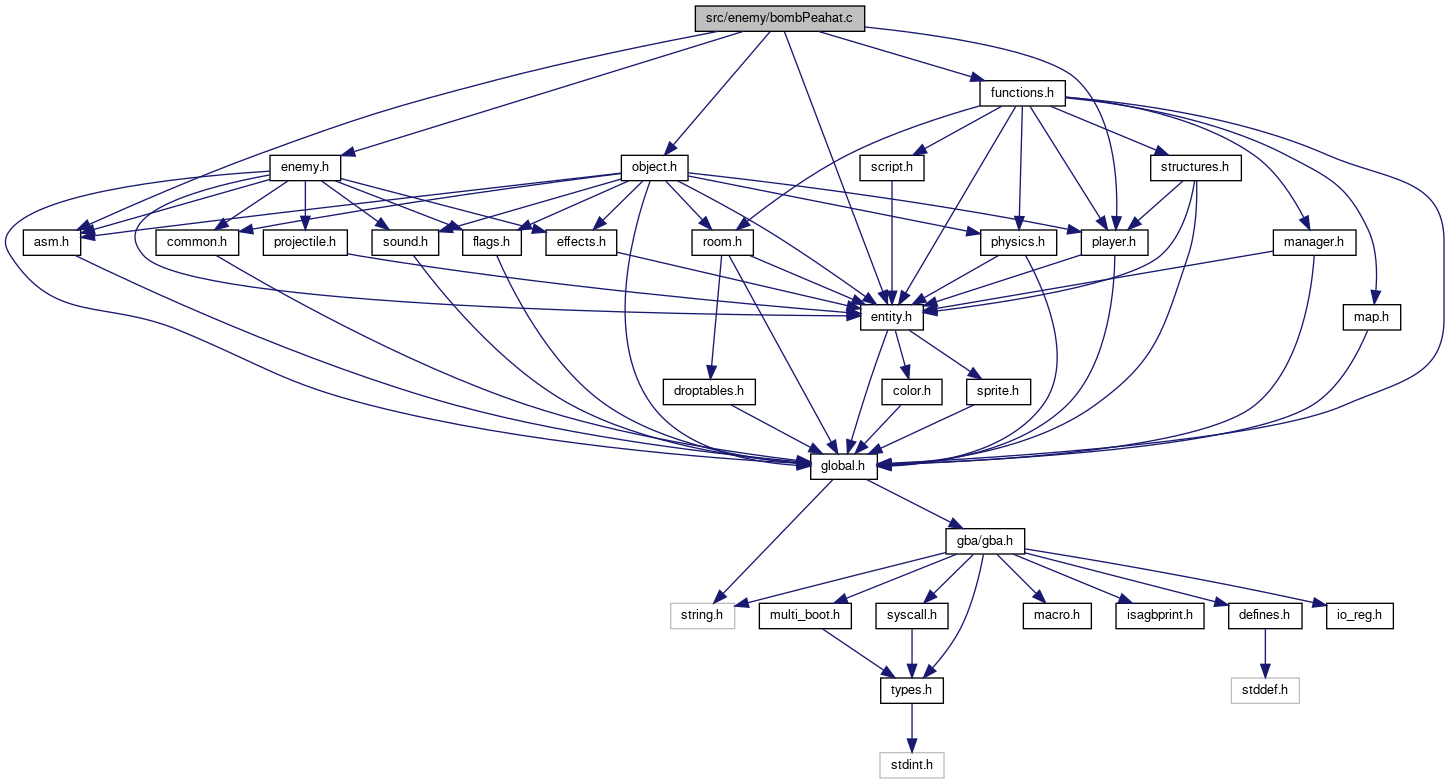 src/enemy/bombPeahat.c
functions.h
enemy.h
object.h
script.h
structures.h
asm.h
common.h
projectile.h
sound.h
flags.h
effects.h
room.h
physics.h
player.h
manager.h
entity.h
map.h
droptables.h
color.h
sprite.h
global.h
gba/gba.h
string.h
multi_boot.h
syscall.h
macro.h
isagbprint.h
defines.h
io_reg.h
types.h
stddef.h
stdint.h